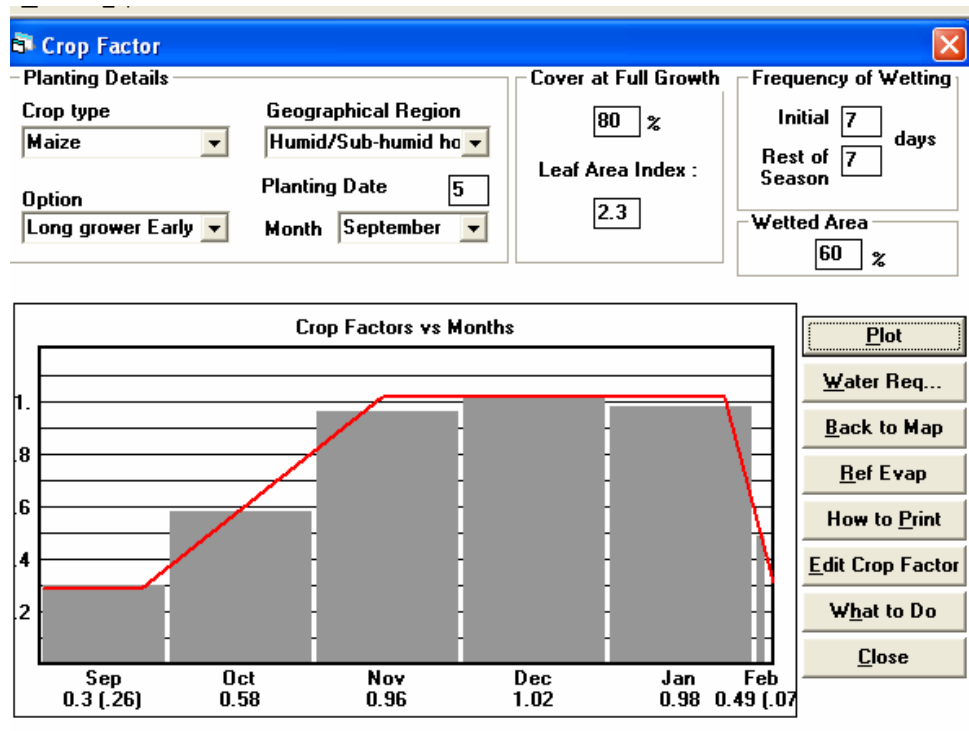 Crop Factor
Planting Details
Crop type
Maize
Geographical Region
Humid/Sub-humid ho
Option
Long grower Early
Planting Date 5
Month September
Cover at Full Growth
80 %
Leaf Area Index :
2.3
Frequency of Wetting
Initial 7
days
Rest of Season 7
Wetted Area
60 %
Crop Factors vs Months
1.
.8
.6
.4
.2
Sep Oct Nov Dec Jan Feb
0.3 (.26) 0.58 0.96 1.02 0.98 0.49 (.07
Plot
Water Req...
Back to Map
Ref Evap
How to Print
Edit Crop Factor
What to Do
Close